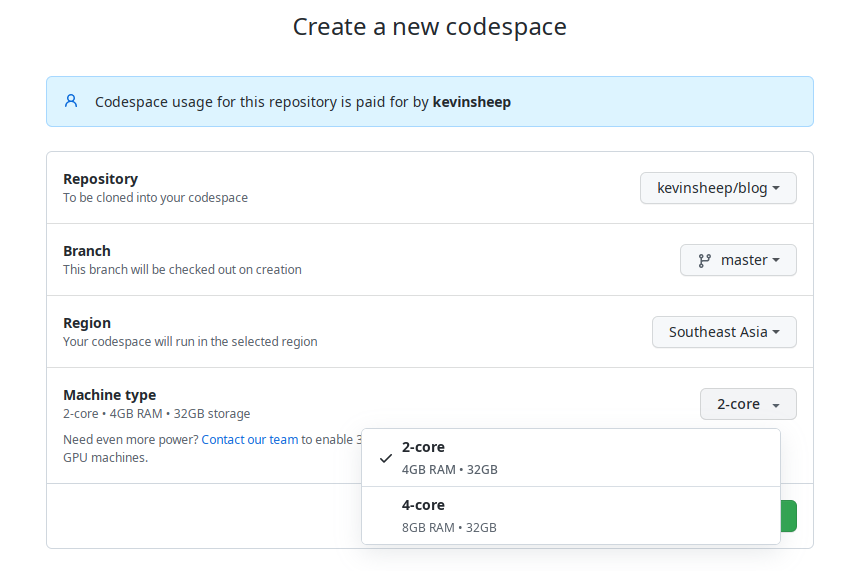 Create a new codespace
Codespace usage for this repository is paid for by kevinsheep
Repository
To be cloned into your codespace
kevinsheep/blog
Branch
This branch will be checked out on creation
master
Region
Your codespace will run in the selected region
Southeast Asia
Machine type
2-core • 4GB RAM • 32GB storage
2-core
Need even more power? Contact our team to enable
GPU machines.
2-core
4GB RAM • 32GB
4-core
8GB RAM • 32GB